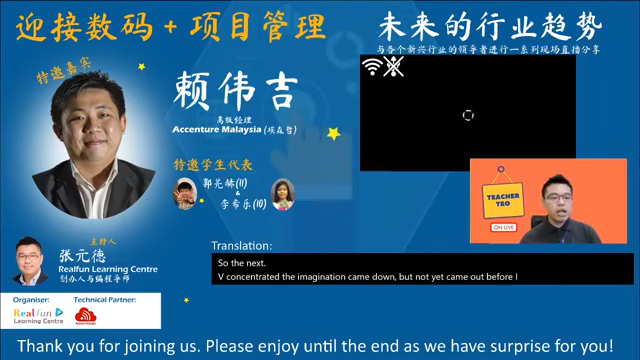 迎接数码 + 项目管理
未来的行业趋势
与各个新兴行业的领导者进行一系列现场直播分享
特邀嘉宾
赖伟吉
高级经理
Accenture Malaysia (埃森哲)
特邀学生代表
郭光赫(11)
&
李希乐(10)
主持人
张元德
Realfun Learning Centre
创办人与编程导师
TEACHER
TEO
ON LIVE
Translation:
So the next.
V concentrated the imagination came down, but not yet came out before I
Organiser:
Technical Partner:
Realfun
Learning Centre
Thank you for joining us. Please enjoy until the end as we have surprise for you!